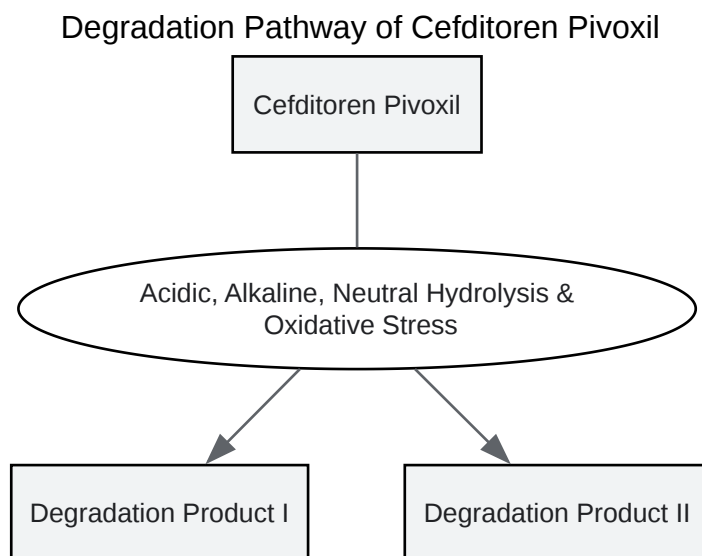 Degradation Pathway of Cefditoren Pivoxil
Cefditoren Pivoxil
Acidic, Alkaline, Neutral Hydrolysis &
Oxidative Stress
Degradation Product I
Degradation Product II